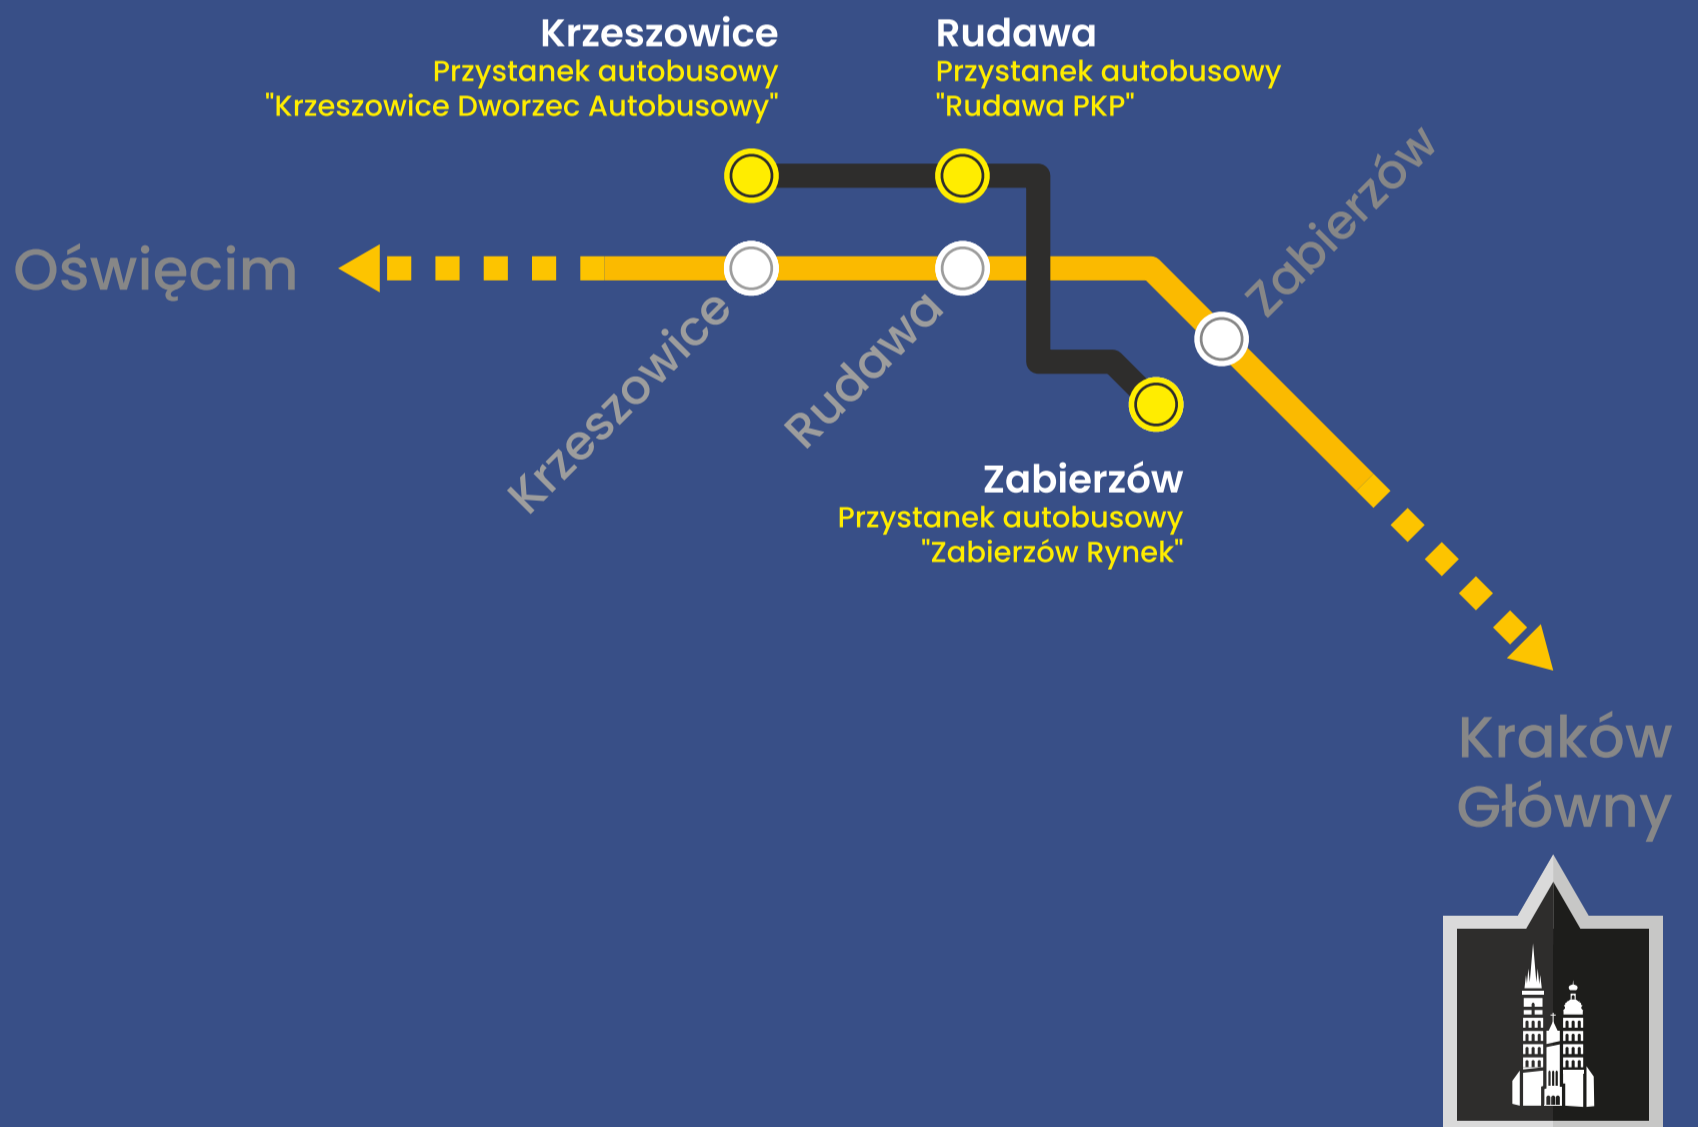 Krzeszowice
Przystanek autobusowy
"Krzeszowice Dworzec Autobusowy"
Rudawa
Przystanek autobusowy
"Rudawa PKP"
Zabierzów
Oświęcim
Krzeszowice
Rudawa
Zabierzów
Przystanek autobusowy
"Zabierzów Rynek"
Kraków
Główny